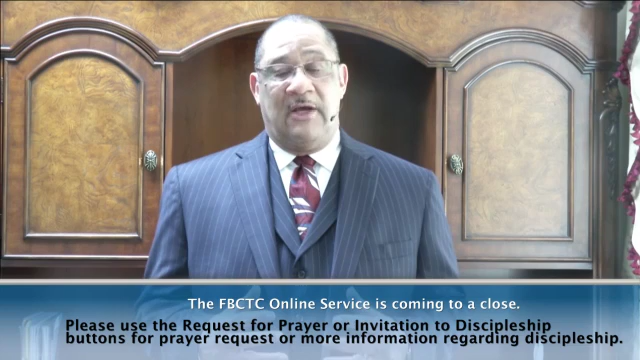 The FBCTC Online Service is coming to a close.
Please use the Request for Prayer or Invitation to Discipleship
buttons for prayer request or more information regarding discipleship.